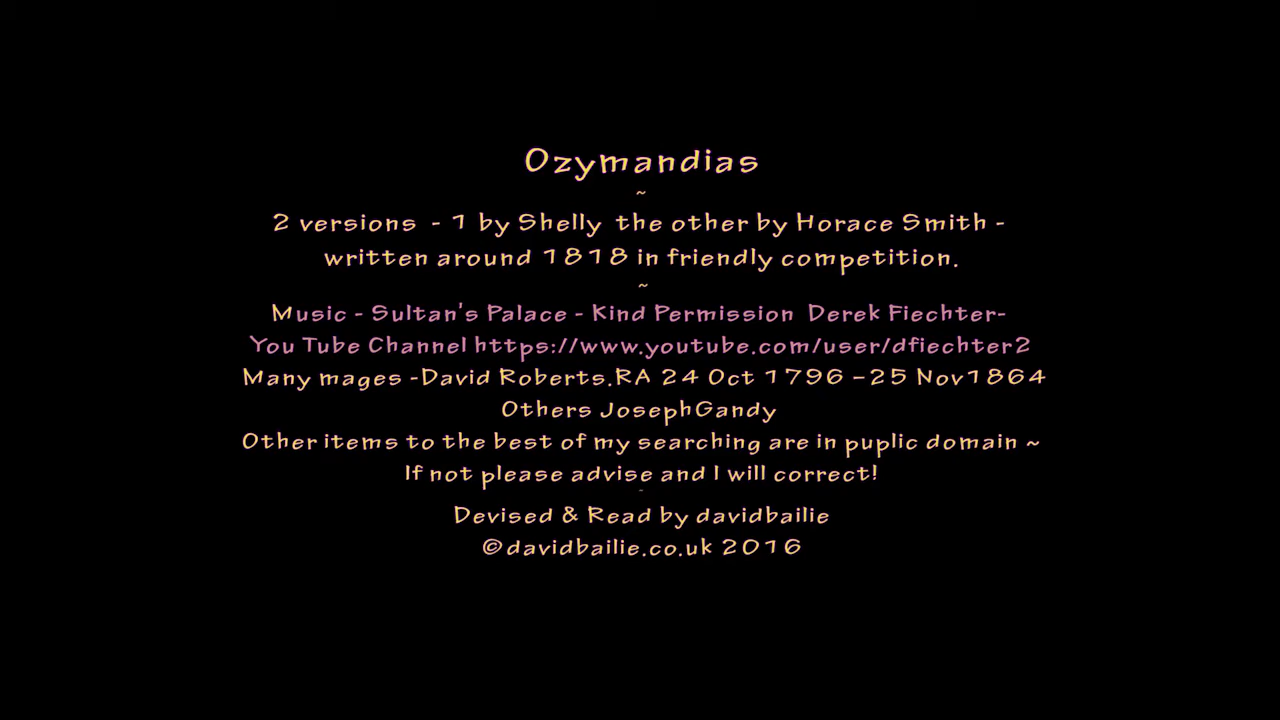 Ozymandias
~
2 versions - 1 by Shelly the other by Horace Smith -
written around 1818 in friendly competition.
~
Music - Sultan's Palace - Kind Permission Derek Fiechter-
You Tube Channel https://www.youtube.com/user/dfiechter2
Many mages -David Roberts.RA 24 Oct 1796 –25 Nov1864
Others JosephGandy
Other items to the best of my searching are in puplic domain ~
If not please advise and I will correct!
~
Devised & Read by davidbailie
©davidbailie.co.uk 2016